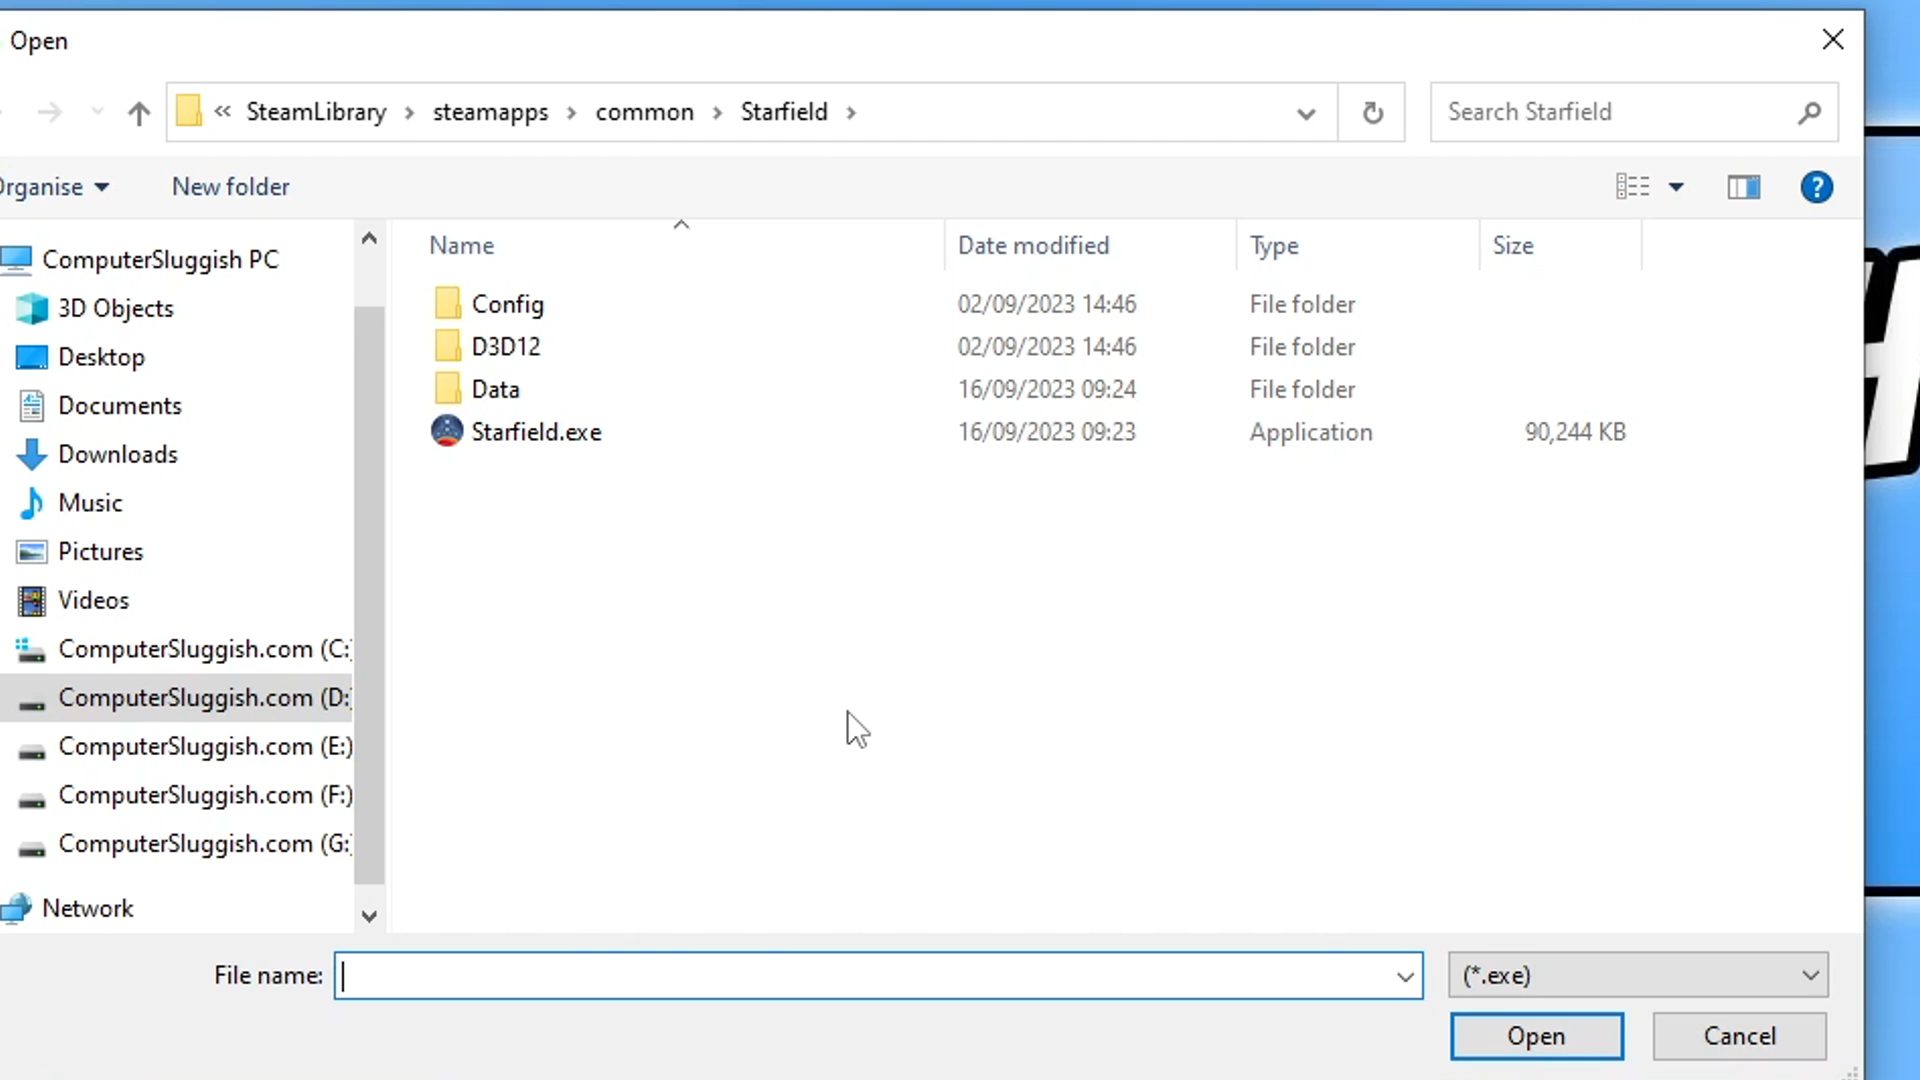 Open
« SteamLibrary > steamapps > common > Starfield >
Search Starfield
Organise
New folder
?
Name Date modified Type Size
ComputerSluggish PC
3D Objects
Desktop
Documents
Downloads
Music
Pictures
Videos
ComputerSluggish.com (C:)
ComputerSluggish.com (D:)
ComputerSluggish.com (E:)
ComputerSluggish.com (F:)
ComputerSluggish.com (G:)
Network
Config 02/09/2023 14:46 File folder
D3D12 02/09/2023 14:46 File folder
Data 16/09/2023 09:24 File folder
Starfield.exe 16/09/2023 09:23 Application 90,244 KB
File name:
(*.exe)
Open Cancel